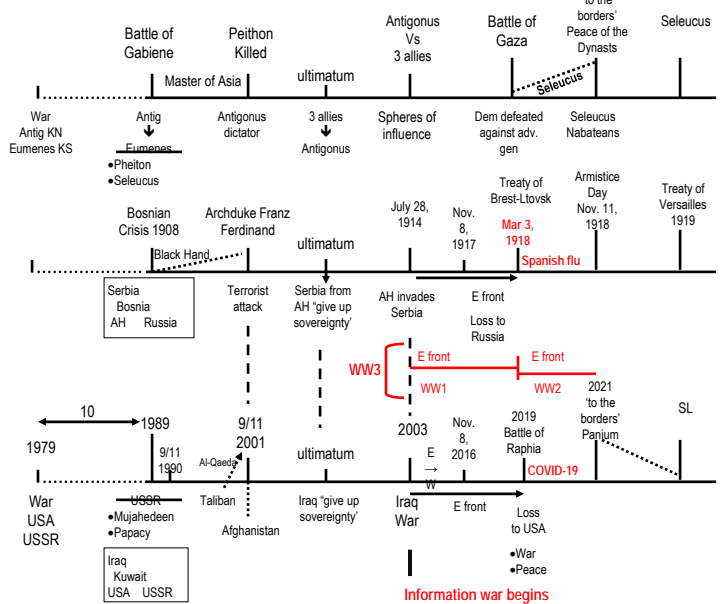 to the
borders'
Peace of the
Dynasts
Battle of
Gabiene
Peithon
Killed
Antigonus
Vs
3 allies
Battle of
Gaza
Seleucus
Master of Asia
ultimatum
Seleucus
War
Antig KN
Eumenes KS
Antig
Eumenes
•Pheiton
•Seleucus
Antigonus
dictator
3 allies
Antigonus
Spheres of
influence
Dem defeated
against adv.
gen
Seleucus
Nabateans
Bosnian
Crisis 1908
Archduke Franz
Ferdinand
ultimatum
July 28,
1914
Nov.
8,
1917
Treaty of
Brest-Ltovsk
Mar 3,
1918
Armistice
Day
Nov. 11,
1918
Treaty of
Versailles
1919
Black Hand
Spanish flu
Serbia
Bosnia
AH Russia
Terrorist
attack
Serbia from
AH “give up
sovereignty’
AH invades
Serbia
E front
Loss to
Russia
WW3
E front
WW1
E front
WW2
10
1979
1989
9/11
1990
9/11
2001
Al-Qaeda
ultimatum
2003
E
→
W
Nov.
8,
2016
2019
Battle of
Raphia
COVID-19
2021
‘to the
borders’
Panium
SL
War
USA
USSR
USSR
•Mujahedeen
•Papacy
Taliban
Afghanistan
Iraq “give up
sovereignty’
Iraq
War
E front
Loss
to USA
•War
•Peace
Iraq
Kuwait
USA USSR
Information war begins